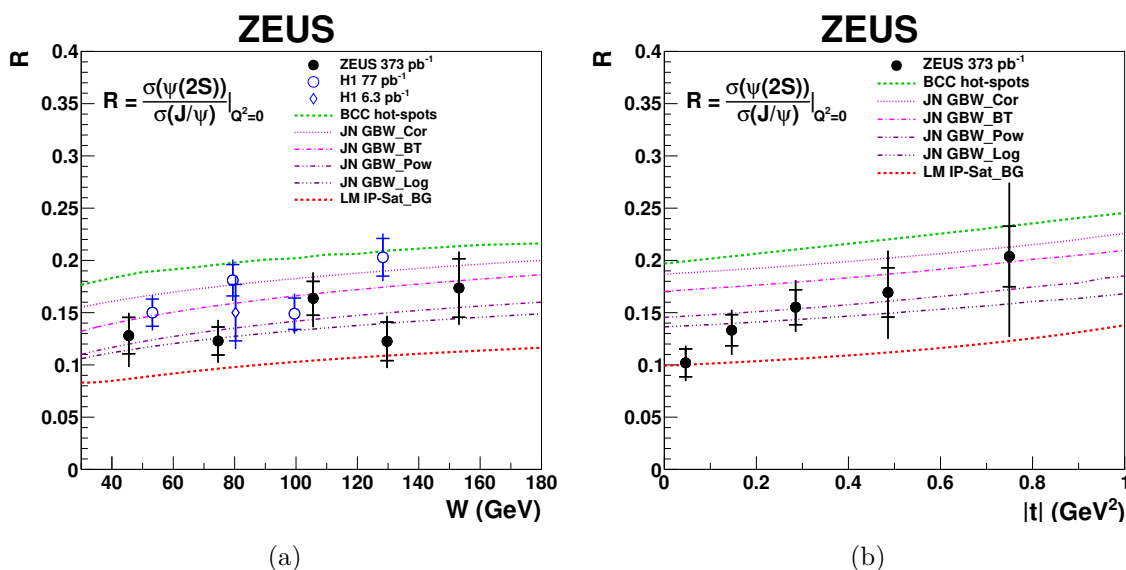 ZEUS
R
0.4
0.35
0.3
0.25
0.2
0.15
0.1
0.05
0
R = σ(ψ(2S)) / σ(J/ψ) |Q²=0
ZEUS 373 pb⁻¹
H1 77 pb⁻¹
H1 6.3 pb⁻¹
BCC hot-spots
JN GBW_Cor
JN GBW_BT
JN GBW_Pow
JN GBW_Log
LM IP-Sat_BG
40 60 80 100 120 140 160 180
W (GeV)
(a)
ZEUS
R
0.4
0.35
0.3
0.25
0.2
0.15
0.1
0.05
0
R = σ(ψ(2S)) / σ(J/ψ) |Q²=0
ZEUS 373 pb⁻¹
BCC hot-spots
JN GBW_Cor
JN GBW_BT
JN GBW_Pow
JN GBW_Log
LM IP-Sat_BG
0 0.2 0.4 0.6 0.8 1
|t| (GeV²)
(b)